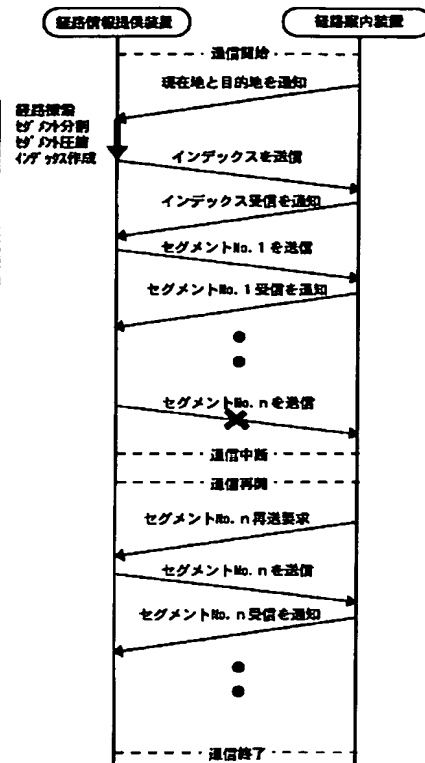 経路情報提供装置
経路案内装置
通信開始
現在地と目的地を通知
経路探索
ｾｸﾞﾒﾝﾄ分割
ｾｸﾞﾒﾝﾄ圧縮
ｲﾝﾃﾞｯｸｽ作成
インデックスを送信
インデックス受信を通知
セグメントNo.1を送信
セグメントNo.1受信を通知
セグメントNo.nを送信
通信中断
通信再開
セグメントNo.n再送要求
セグメントNo.nを送信
セグメントNo.n受信を通知
通信終了